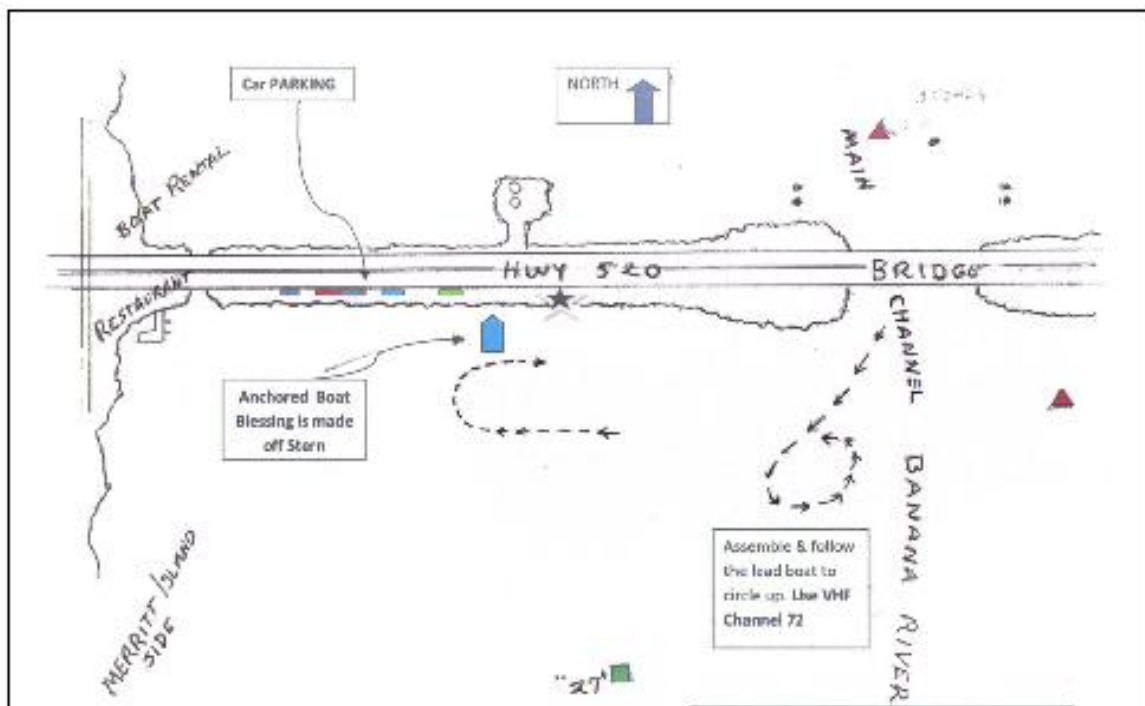 Car PARKING
NORTH
MAIN
BOAT RENTAL
HWY 520
BRIDGE
RESTAURANT
CHANNEL BANANA RIVER
Anchored Boat
Blessing is made
off Stern
Assemble & follow
the lead boat to
circle up. Use VHF
Channel 72
MERRITT ISLAND
SIDE
"27"